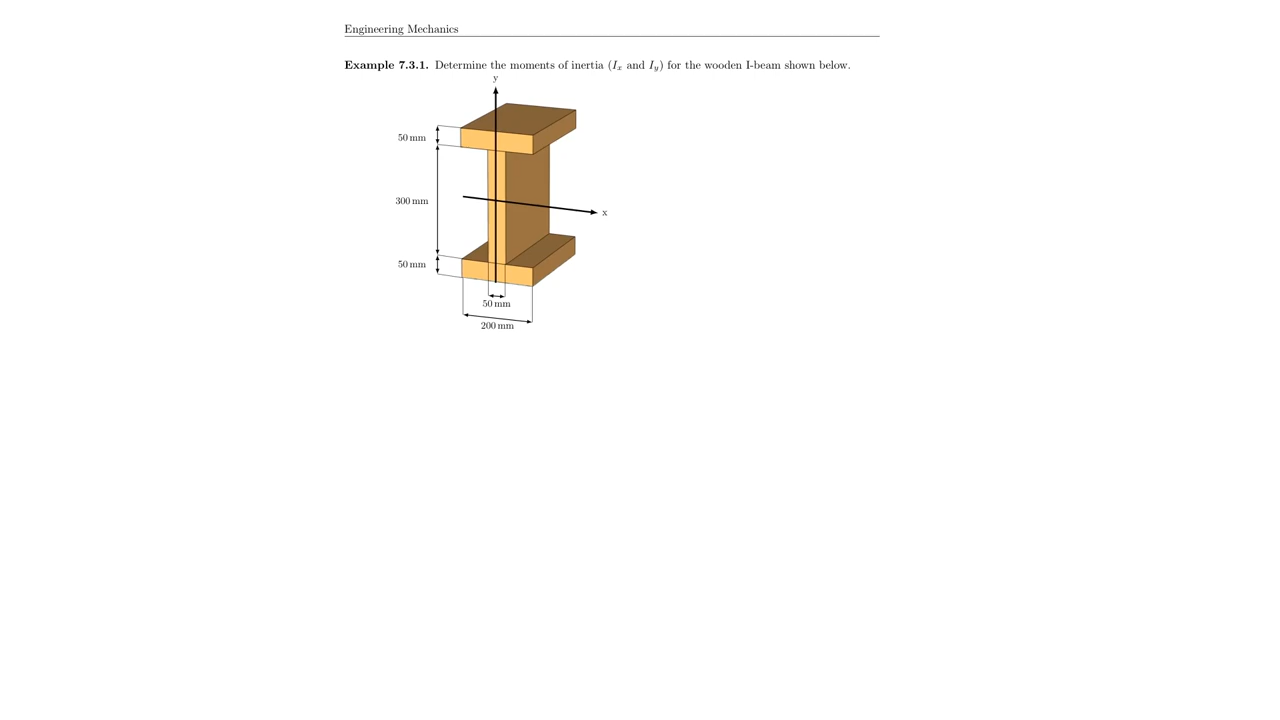 Engineering Mechanics
Example 7.3.1. Determine the moments of inertia (Iₓ and I_y) for the wooden I-beam shown below.
y
50 mm
300 mm
x
50 mm
50 mm
200 mm